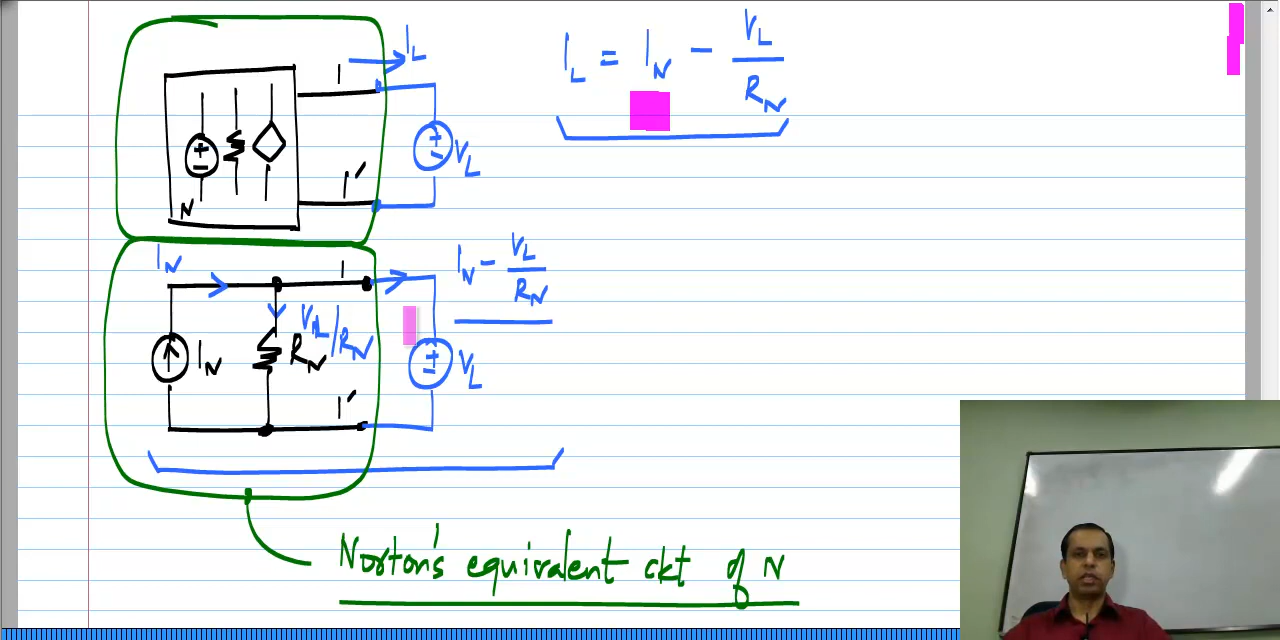 I_L
I_L = I_N - V_L/R_N
1
+
-
V_L
1'
N
I_N
1
I_N - V_L/R_N
V_L/R_N
I_N
R_N
+
-
V_L
1'
Norton's equivalent ckt of N